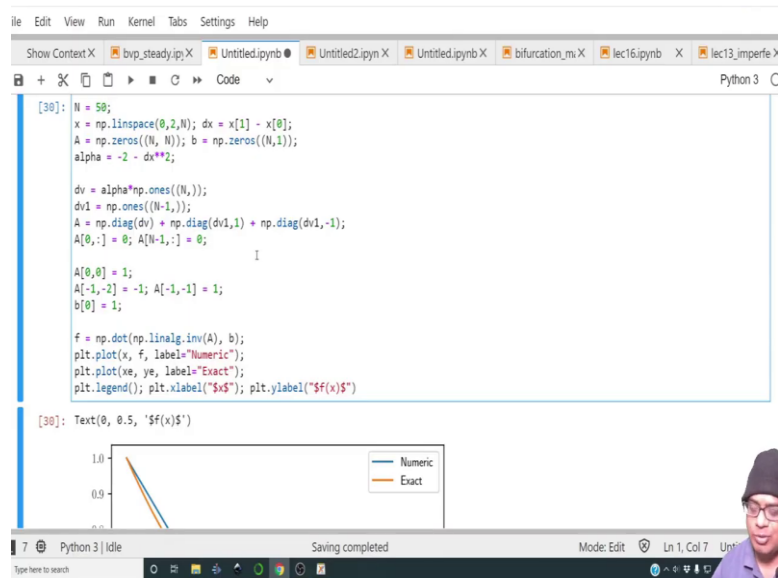 ile Edit View Run Kernel Tabs Settings Help
Show Context X bvp_steady.ipy X Untitled.ipynb Untitled2.ipyn X Untitled.ipynb X bifurcation_ma X lec16.ipynb X lec13_imperfe X
Code Python 3
[30]: N = 50;
x = np.linspace(0,2,N); dx = x[1] - x[0];
A = np.zeros((N, N)); b = np.zeros((N,1));
alpha = -2 - dx**2;
dv = alpha*np.ones((N,));
dv1 = np.ones((N-1,));
A = np.diag(dv) + np.diag(dv1,1) + np.diag(dv1,-1);
A[0,:] = 0; A[N-1,:] = 0;
A[0,0] = 1;
A[-1,-2] = -1; A[-1,-1] = 1;
b[0] = 1;
f = np.dot(np.linalg.inv(A), b);
plt.plot(x, f, label="Numeric");
plt.plot(xe, ye, label="Exact");
plt.legend(); plt.xlabel("$x$"); plt.ylabel("$f(x)$")
[30]: Text(0, 0.5, '$f(x)$')
1.0
Numeric
Exact
0.9
7 Python 3 | Idle Saving completed Mode: Edit Ln 1, Col 7
Type here to search